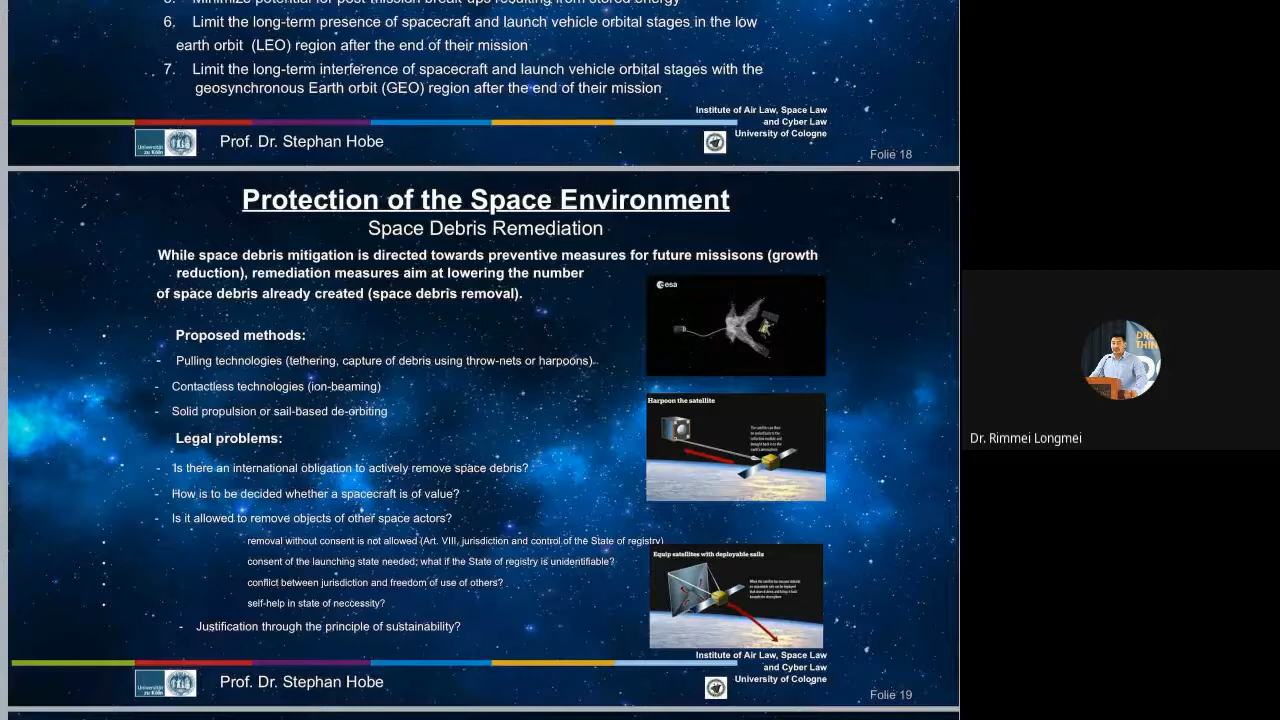 6. Limit the long-term presence of spacecraft and launch vehicle orbital stages in the low
earth orbit (LEO) region after the end of their mission
7. Limit the long-term interference of spacecraft and launch vehicle orbital stages with the
geosynchronous Earth orbit (GEO) region after the end of their mission
Institute of Air Law, Space Law
and Cyber Law
University of Cologne
Universität
zu Köln
Prof. Dr. Stephan Hobe
Folie 18
Protection of the Space Environment
Space Debris Remediation
While space debris mitigation is directed towards preventive measures for future missisons (growth
reduction), remediation measures aim at lowering the number
of space debris already created (space debris removal).
esa
• Proposed methods:
- Pulling technologies (tethering, capture of debris using throw-nets or harpoons)
- Contactless technologies (ion-beaming)
Harpoon the satellite
- Solid propulsion or sail-based de-orbiting
• Legal problems:
- Is there an international obligation to actively remove space debris?
- How is to be decided whether a spacecraft is of value?
- Is it allowed to remove objects of other space actors?
• removal without consent is not allowed (Art. VIII, jurisdiction and control of the State of registry)
• consent of the launching state needed; what if the State of registry is unidentifiable?
Equip satellites with deployable sails
• conflict between jurisdiction and freedom of use of others?
• self-help in state of neccessity?
- Justification through the principle of sustainability?
Institute of Air Law, Space Law
and Cyber Law
University of Cologne
Universität
zu Köln
Prof. Dr. Stephan Hobe
Folie 19
Dr. Rimmei Longmei